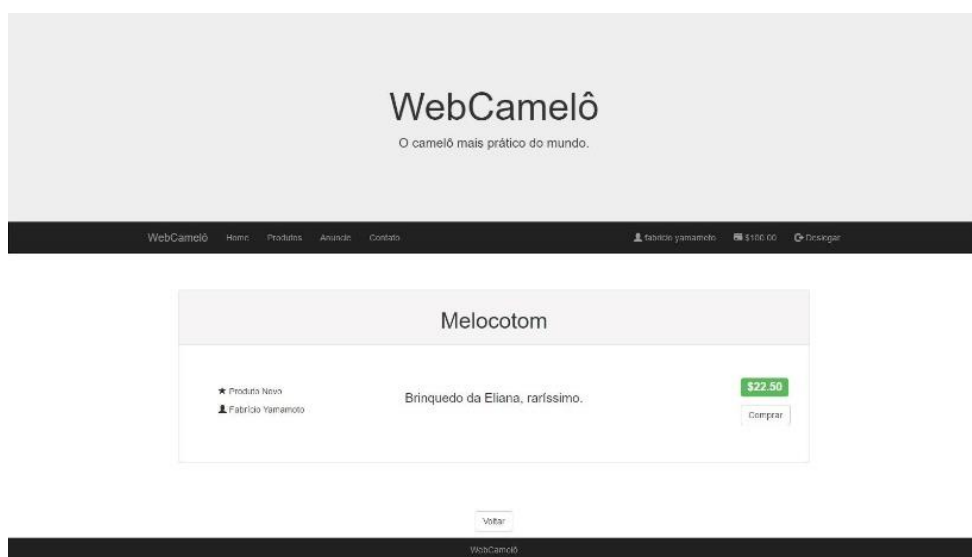 WebCamelô
O camelô mais prático do mundo.
WebCamelô Home Produtos Anuncie Contato fabricio yamamoto $100.00 Deslogar
Melocotom
Produto Novo
Fabrício Yamamoto
Brinquedo da Eliana, raríssimo.
$22.50
Comprar
Voltar
WebCamelô